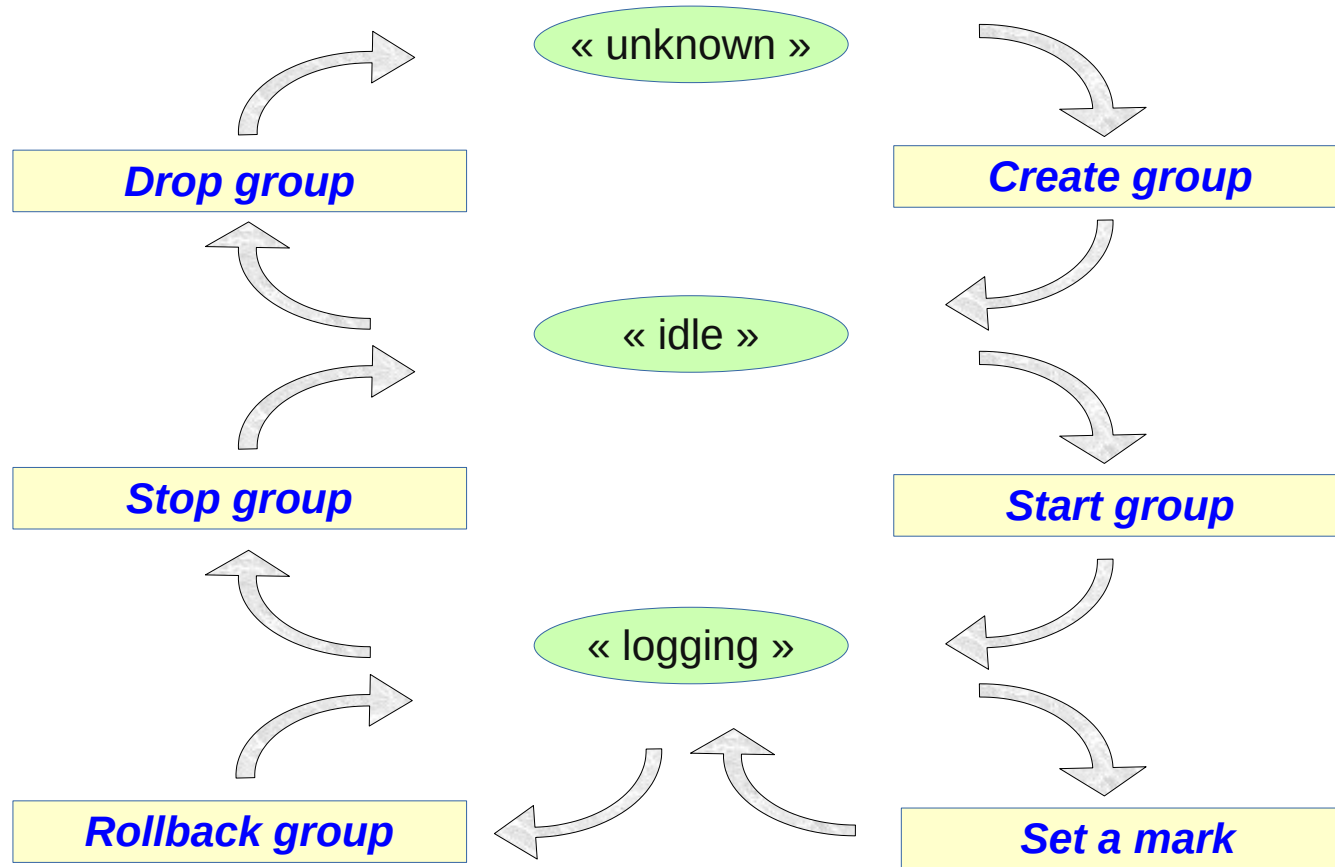 « unknown »
Drop group
Create group
« idle »
Stop group
Start group
« logging »
Rollback group
Set a mark